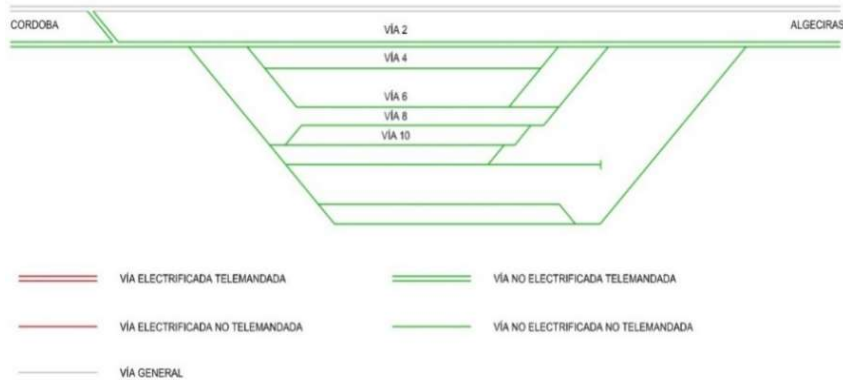 CORDOBA
VÍA 2
ALGECIRAS
VÍA 4
VÍA 6
VÍA 8
VÍA 10
VÍA ELECTRIFICADA TELEMANDADA
VÍA NO ELECTRIFICADA TELEMANDADA
VÍA ELECTRIFICADA NO TELEMANDADA
VÍA NO ELECTRIFICADA NO TELEMANDADA
VÍA GENERAL